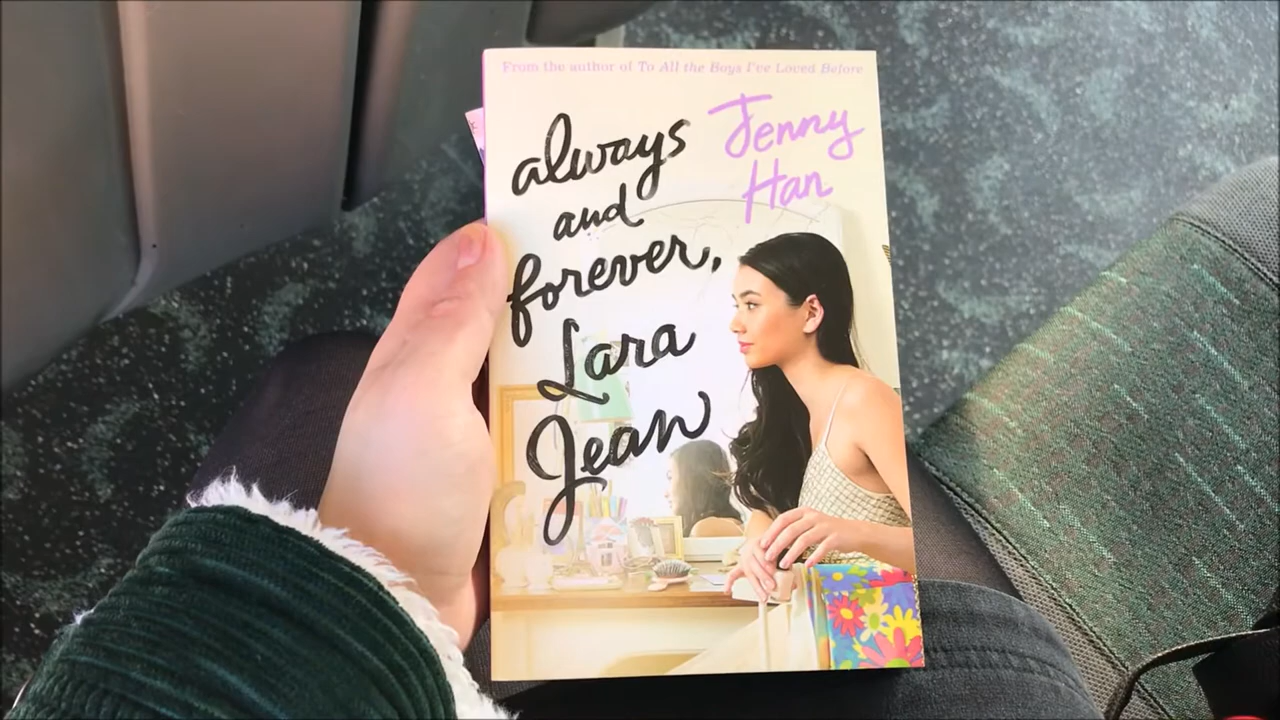 From the author of To All the Boys I've Loved Before
always
and
forever,
Lara
Jean
Jenny
Han